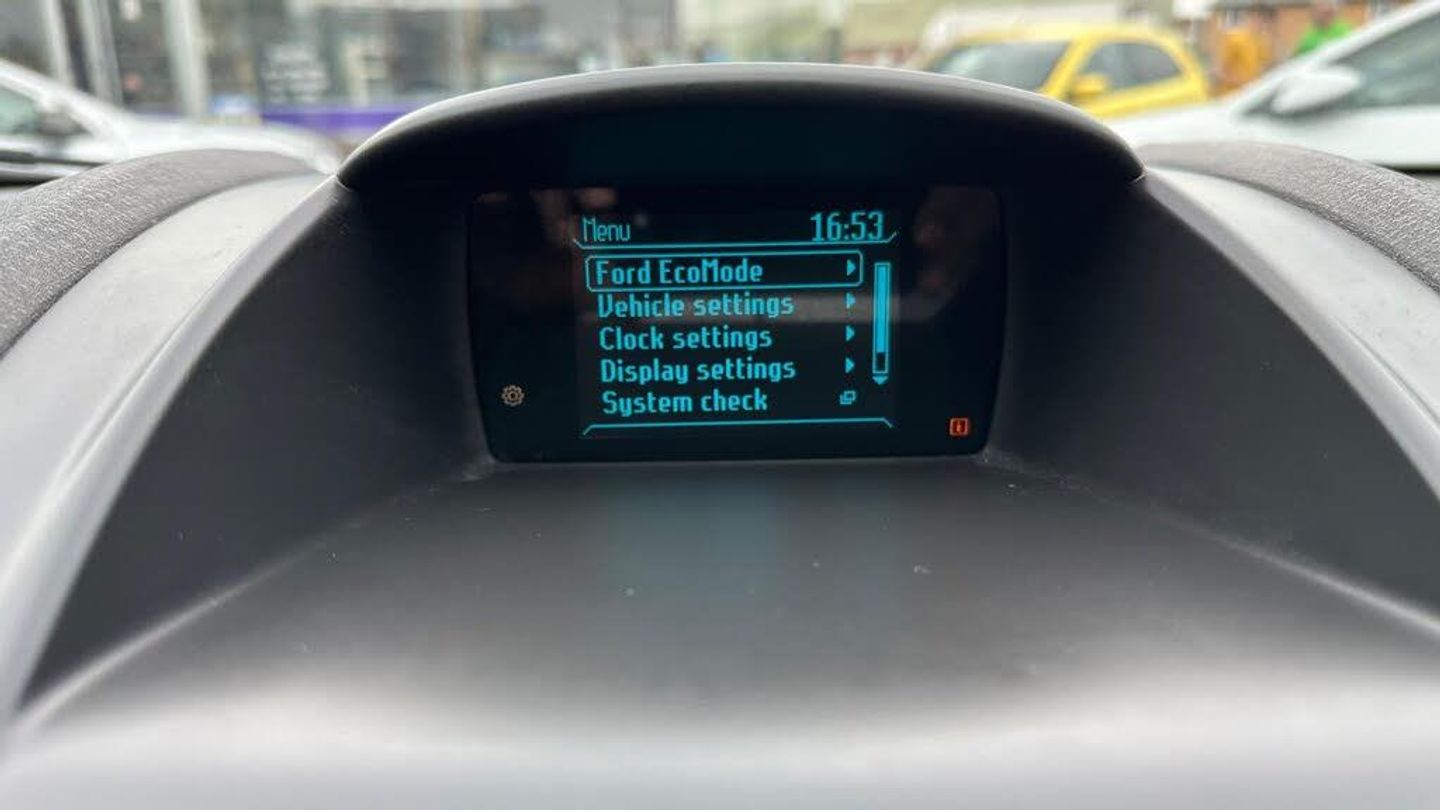 Menu 16:53
Ford EcoMode
Vehicle settings
Clock settings
Display settings
System check